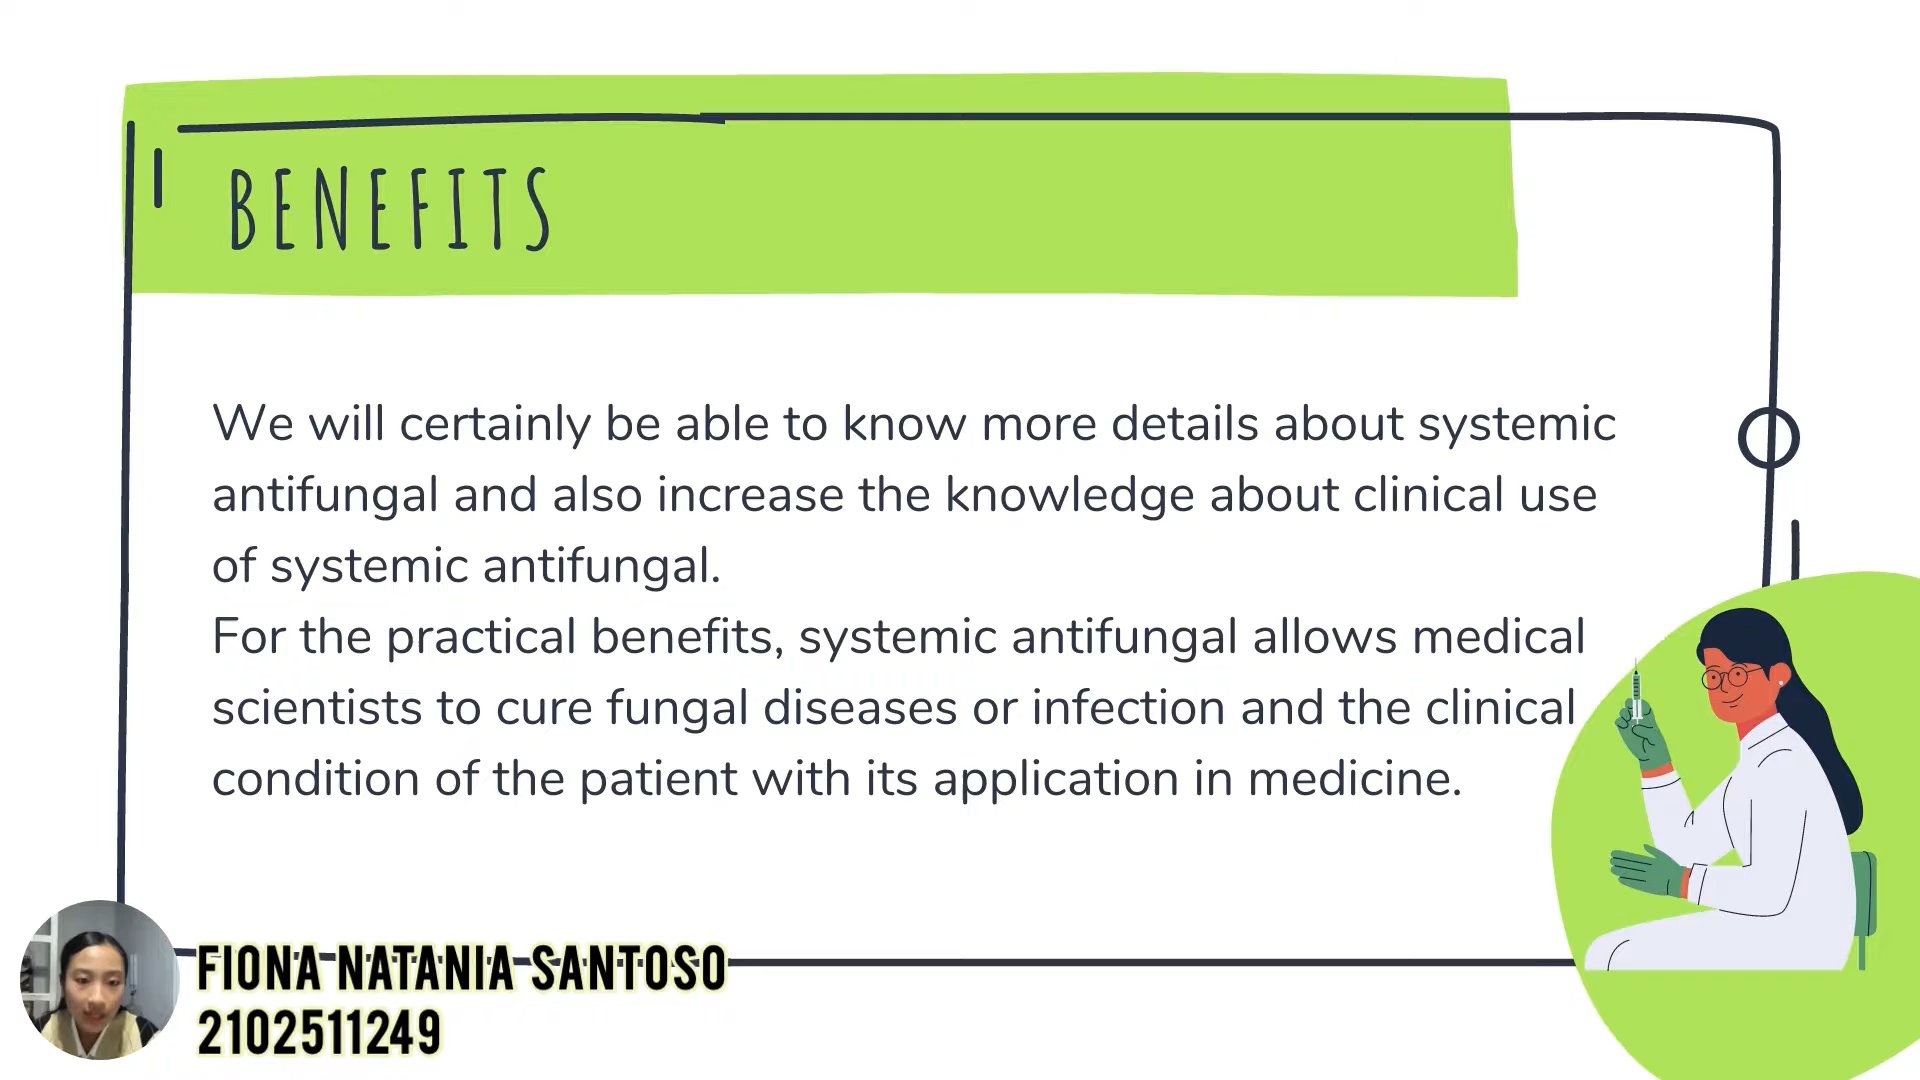 BENEFITS
We will certainly be able to know more details about systemic
antifungal and also increase the knowledge about clinical use
of systemic antifungal.
For the practical benefits, systemic antifungal allows medical
scientists to cure fungal diseases or infection and the clinical
condition of the patient with its application in medicine.
FIONA NATANIA SANTOSO
2102511249